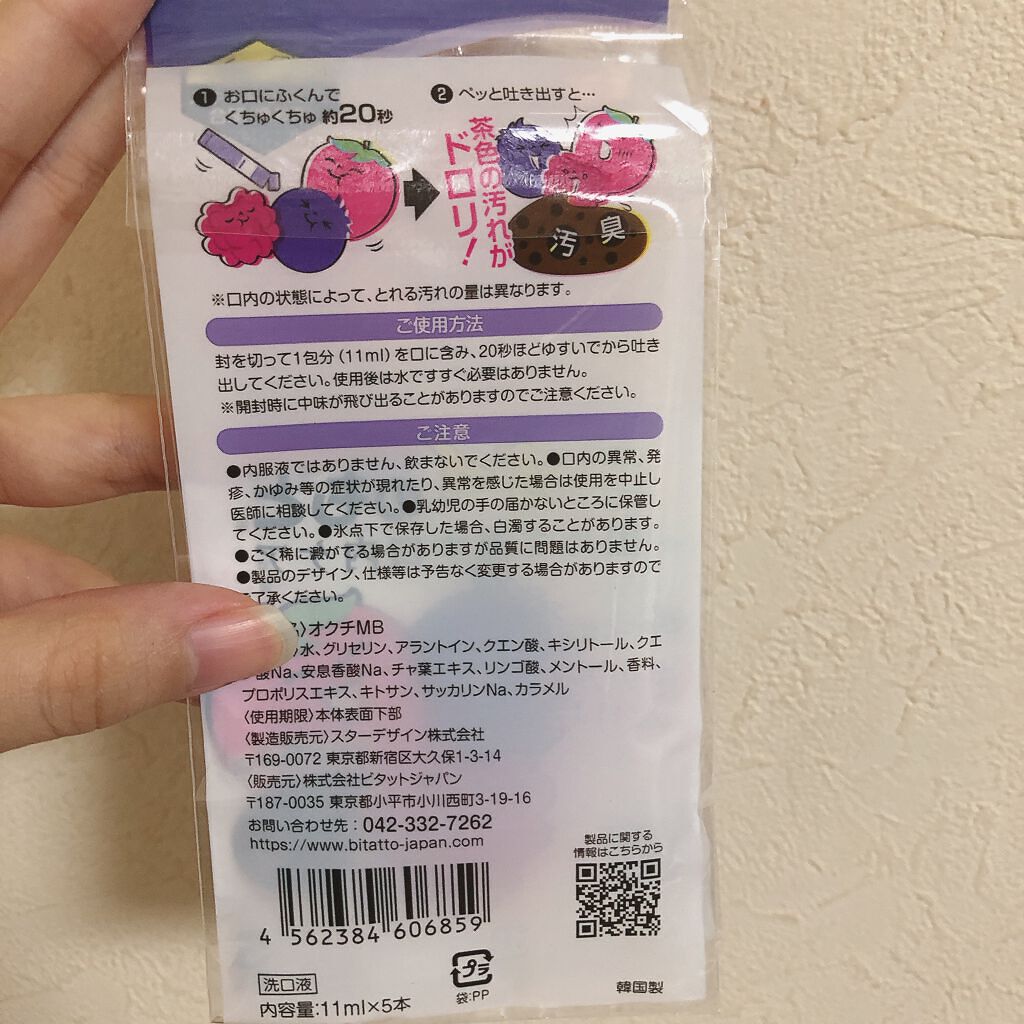 1 お口にふくんで
くちゅくちゅ 約20秒
2 ペッと吐き出すと…
茶色の汚れが
ドロリ!
汚 臭
※口内の状態によって、とれる汚れの量は異なります。
ご使用方法
封を切って1包分(11ml)を口に含み、20秒ほどゆすいでから吐き
出してください。使用後は水ですすぐ必要はありません。
※開封時に中味が飛び出ることがありますのでご注意ください。
ご注意
●内服液ではありません、飲まないでください。●口内の異常、発
疹、かゆみ等の症状が現れたり、異常を感じた場合は使用を中止し
医師に相談してください。●乳幼児の手の届かないところに保管し
てください。●氷点下で保存した場合、白濁することがあります。
●ごく稀に澱がでる場合がありますが品質に問題はありません。
●製品のデザイン、仕様等は予告なく変更する場合がありますので
ご了承ください。
〉オクチMB
水、グリセリン、アラントイン、クエン酸、キシリトール、クエ
酸Na、安息香酸Na、チャ葉エキス、リンゴ酸、メントール、香料、
プロポリスエキス、キトサン、サッカリンNa、カラメル
〈使用期限〉本体表面下部
〈製造販売元〉スターデザイン株式会社
〒169-0072 東京都新宿区大久保1-3-14
〈販売元〉株式会社ビタットジャパン
〒187-0035 東京都小平市小川西町3-19-16
お問い合わせ先:042-332-7262
https://www.bitatto-japan.com
製品に関する
情報はこちらから
4 562384 606859
洗口液
内容量:11ml×5本
プラ
袋:PP
韓国製